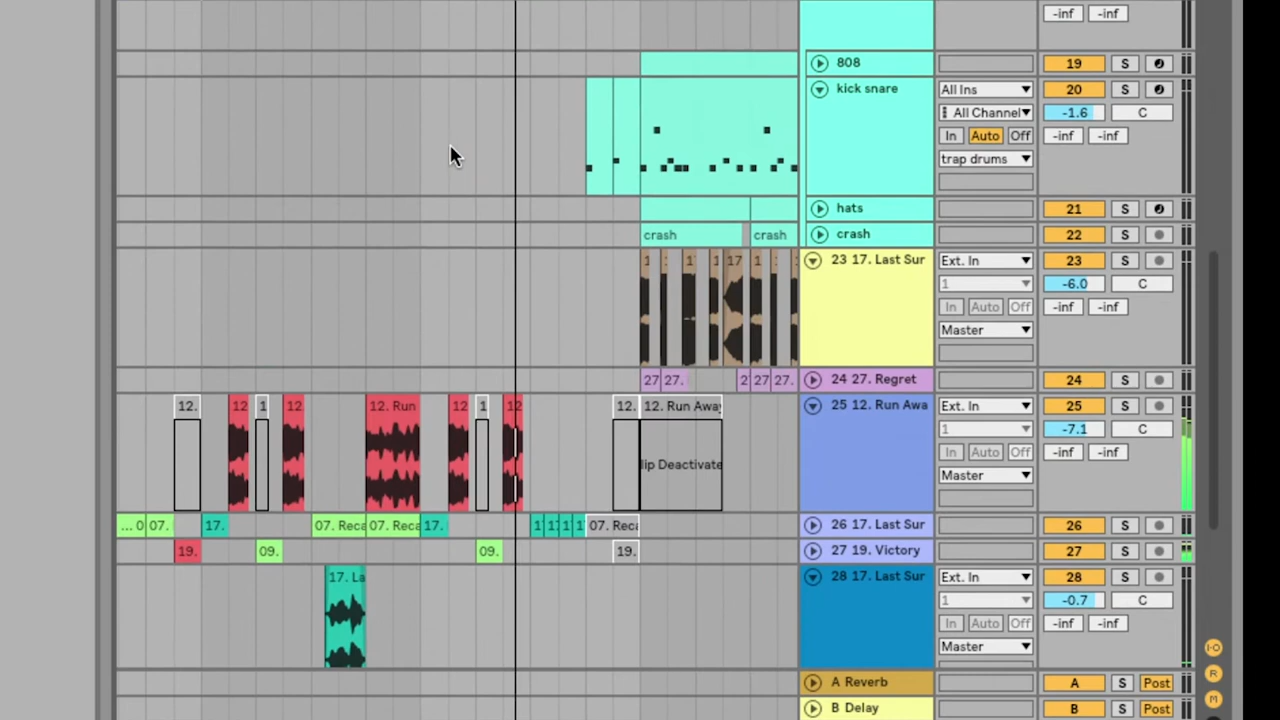 -inf -inf
808 19 S
kick snare All Ins 20 S
All Channel -1.6 C
In Auto Off -inf -inf
trap drums
hats 21 S
crash crash crash 22 S
1 1 1 17 1 1 23 17. Last Sur Ext. In 23 S
1 -6.0 C
In Auto Off -inf -inf
Master
27 27. 2 27 27. 24 27. Regret 24 S
12. 12 1 12 12. Run 12 1 12 12. 12. Run Away 25 12. Run Awa Ext. In 25 S
1 -7.1 C
In Auto Off -inf -inf
lip Deactivate
Master
... 0 07. 17. 07. Reca 07. Reca 17. 1 1 1 1 07. Reca 26 17. Last Sur 26 S
19. 09. 09. 19. 27 19. Victory 27 S
17. La 28 17. Last Sur Ext. In 28 S
1 -0.7 C
In Auto Off -inf -inf
Master
I·O
R
A Reverb A S Post
M
B Delay B S Post